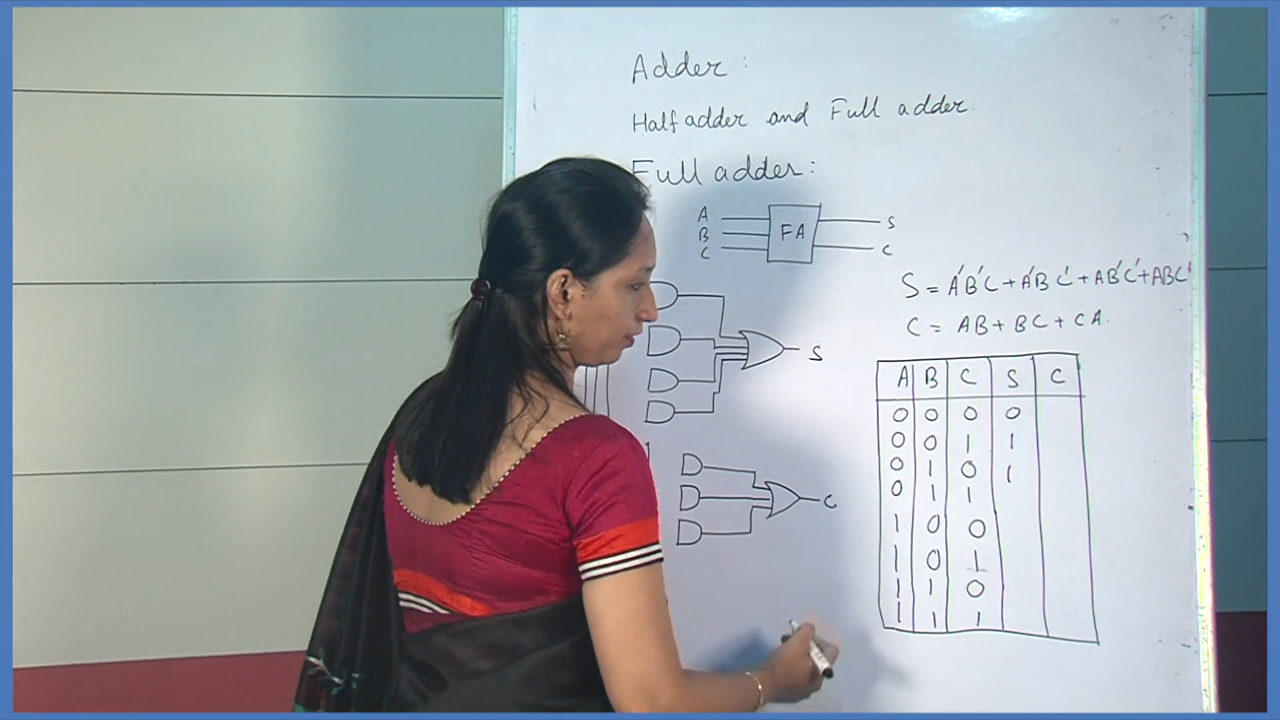 Adder :
Half adder and Full adder.
Full adder :
A
B
C
FA
S
C
S = A'B'C + A'BC' + AB'C' + ABC
C = AB + BC + CA.
S
C
A B C S C
0 0 0 0
0 0 1 1
0 1 0 1
0 1 1
1 0 0
1 0 1
1 1 0
1 1 1